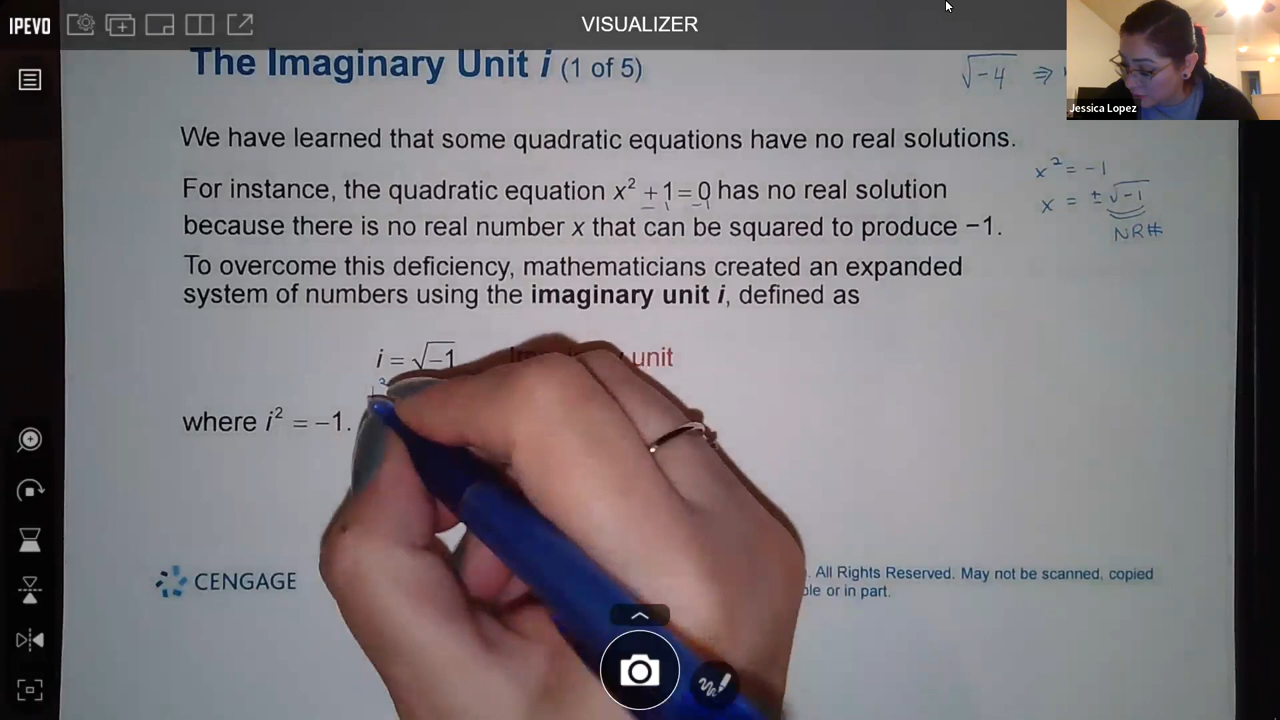 IPEVO
VISUALIZER
The Imaginary Unit i (1 of 5)
√-4 ⇒
Jessica Lopez
We have learned that some quadratic equations have no real solutions.
x² = -1
For instance, the quadratic equation x² + 1 = 0 has no real solution
x = ±√-1
because there is no real number x that can be squared to produce −1.
NR#
To overcome this deficiency, mathematicians created an expanded
system of numbers using the imaginary unit i, defined as
i = √−1
unit
2
where i² = −1.
CENGAGE
. All Rights Reserved. May not be scanned, copied
or in part.